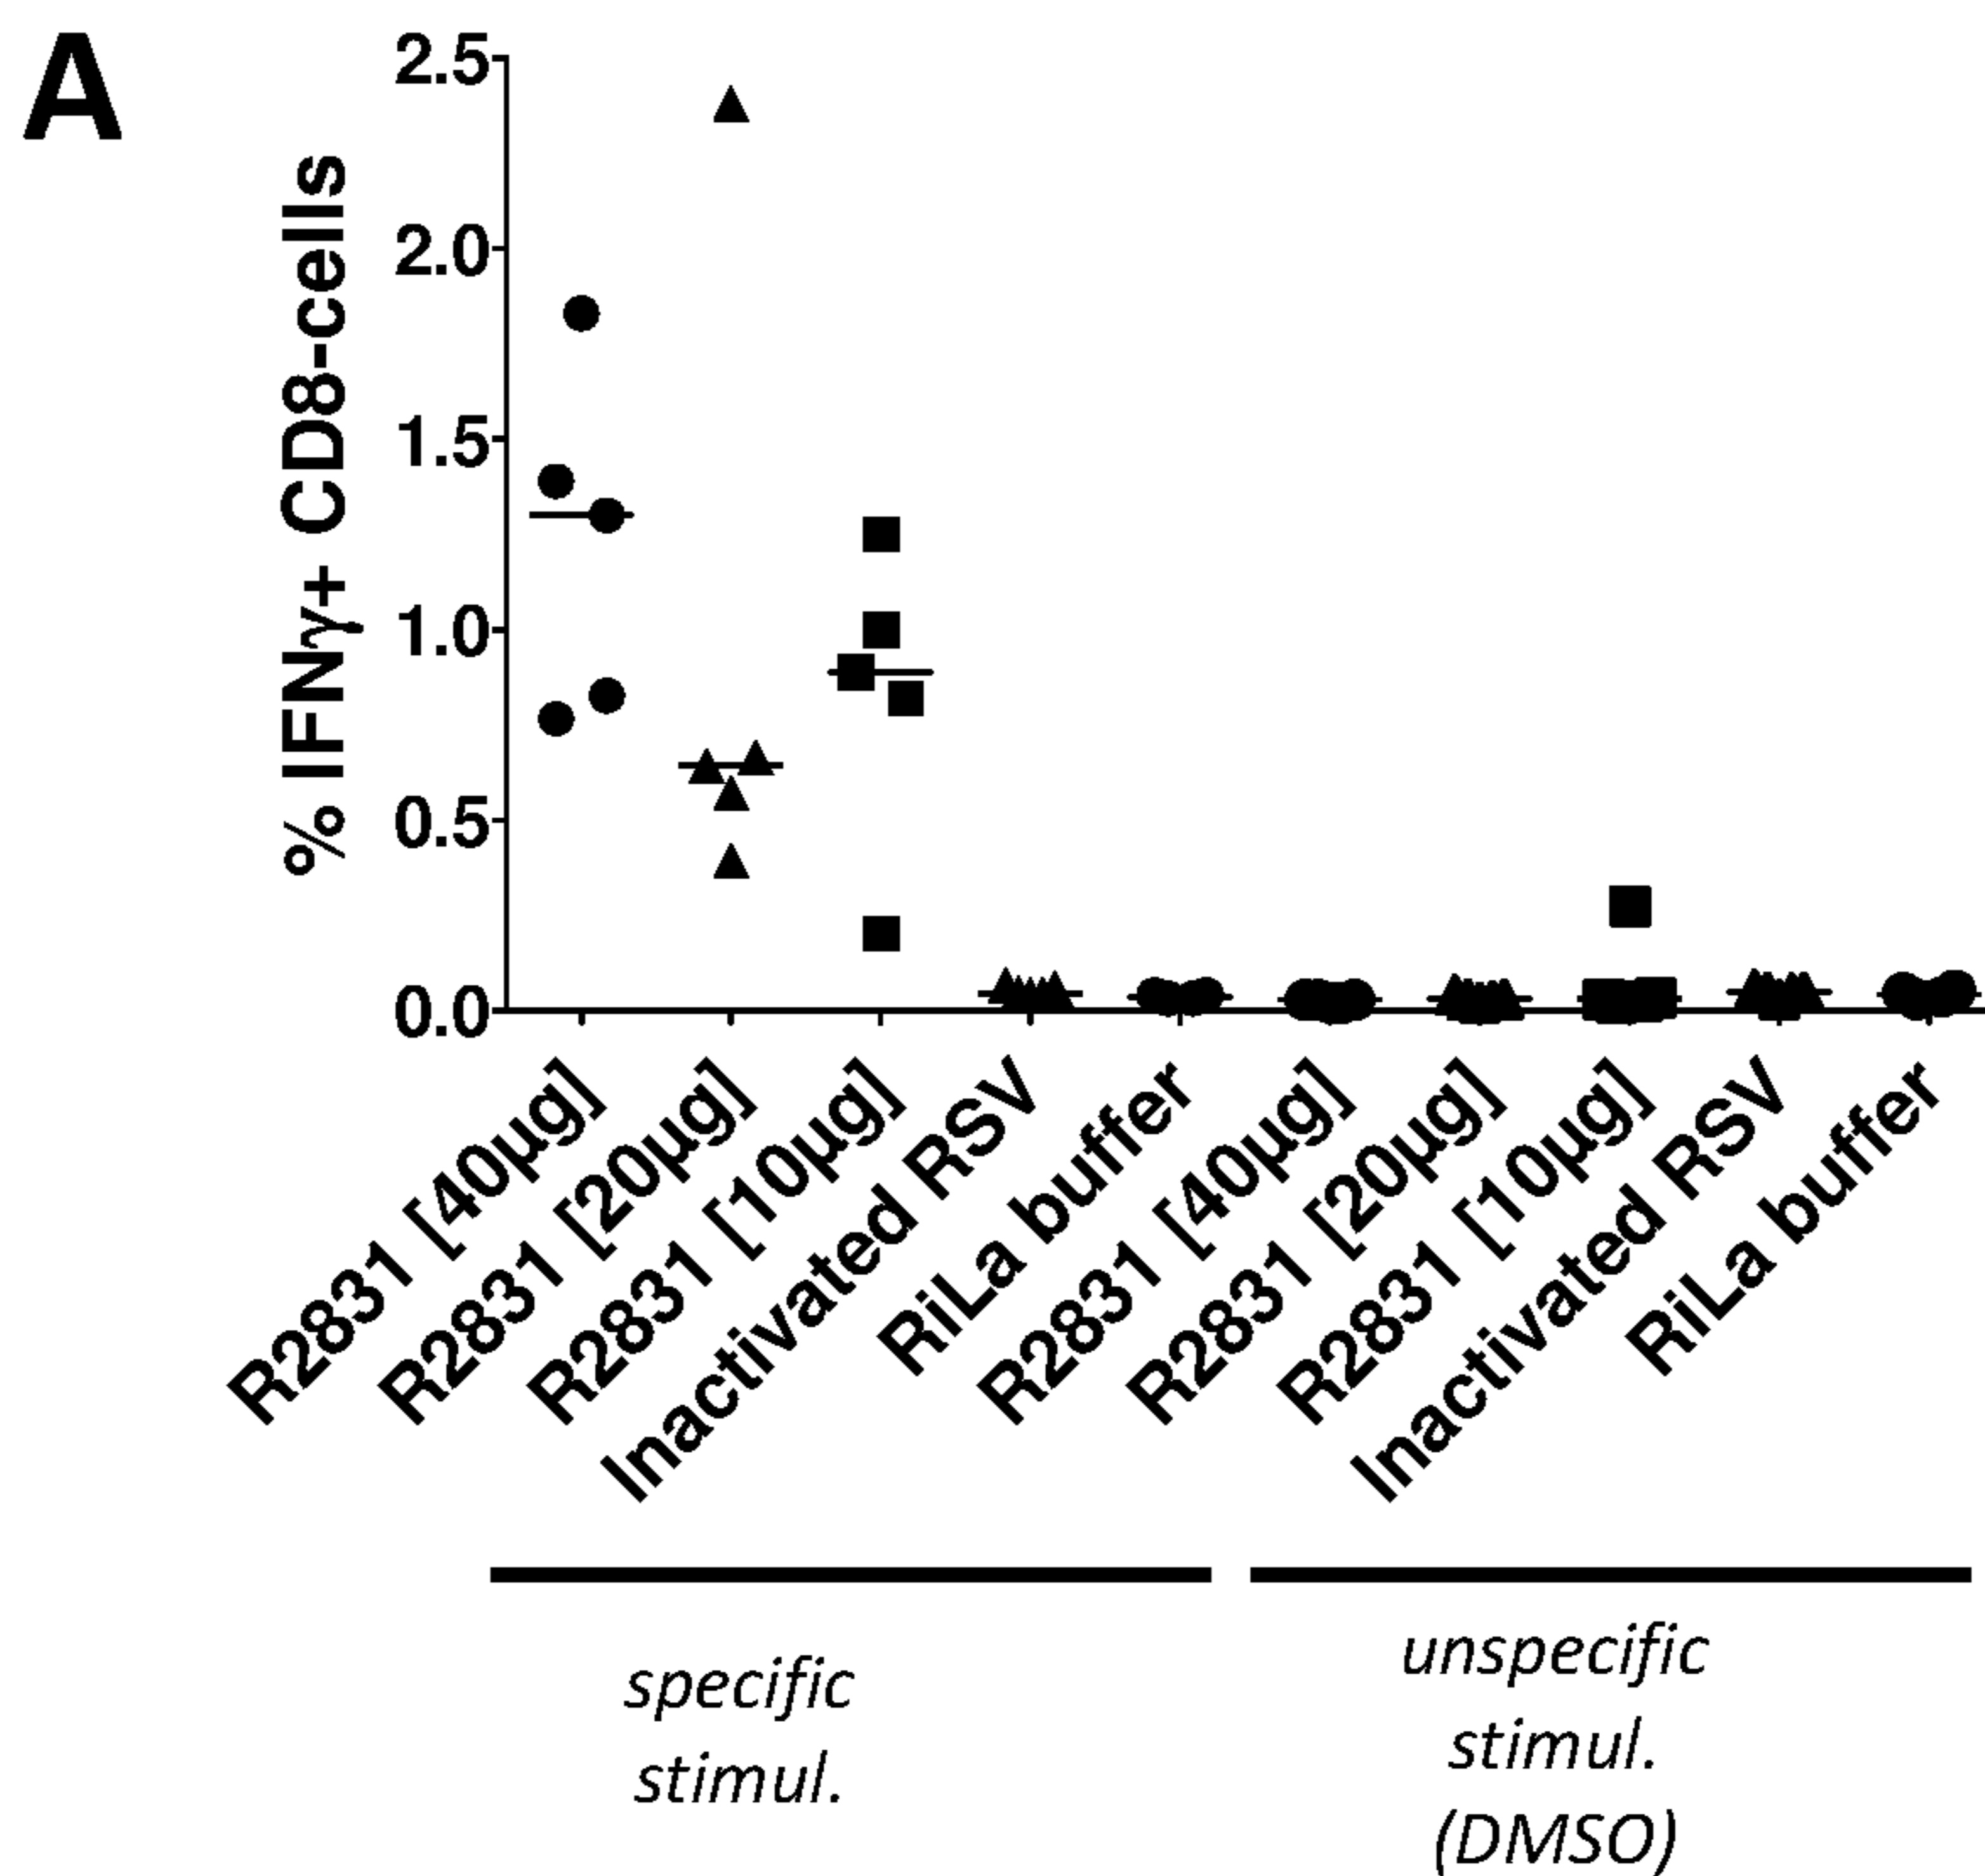 A
% IFNγ+ CD8-cells
2.5
2.0
1.5
1.0
0.5
0.0
R2831 [40µg]
R2831 [20µg]
R2831 [10µg]
Inactivated RSV
RiLa buffer
R2831 [40µg]
R2831 [20µg]
R2831 [10µg]
Inactivated RSV
RiLa buffer
specific
stimul.
unspecific
stimul.
(DMSO)